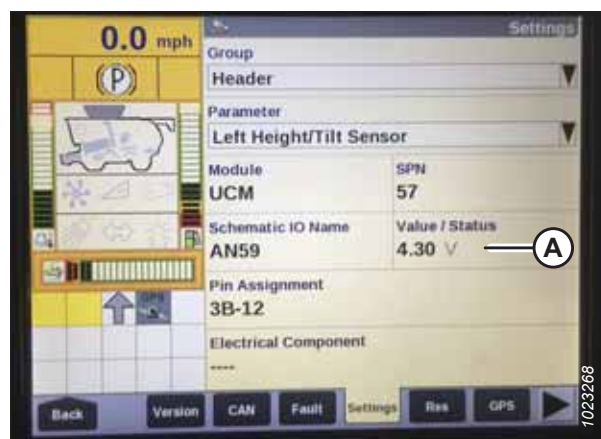 0.0 mph
Settings
(P)
Group
Header
Parameter
Left Height/Tilt Sensor
Module
UCM
SPN
57
Schematic IO Name
AN59
Value / Status
4.30 V
A
Pin Assignment
3B-12
Electrical Component
----
Back
Version
CAN
Fault
Settings
Res
GPS
1023268